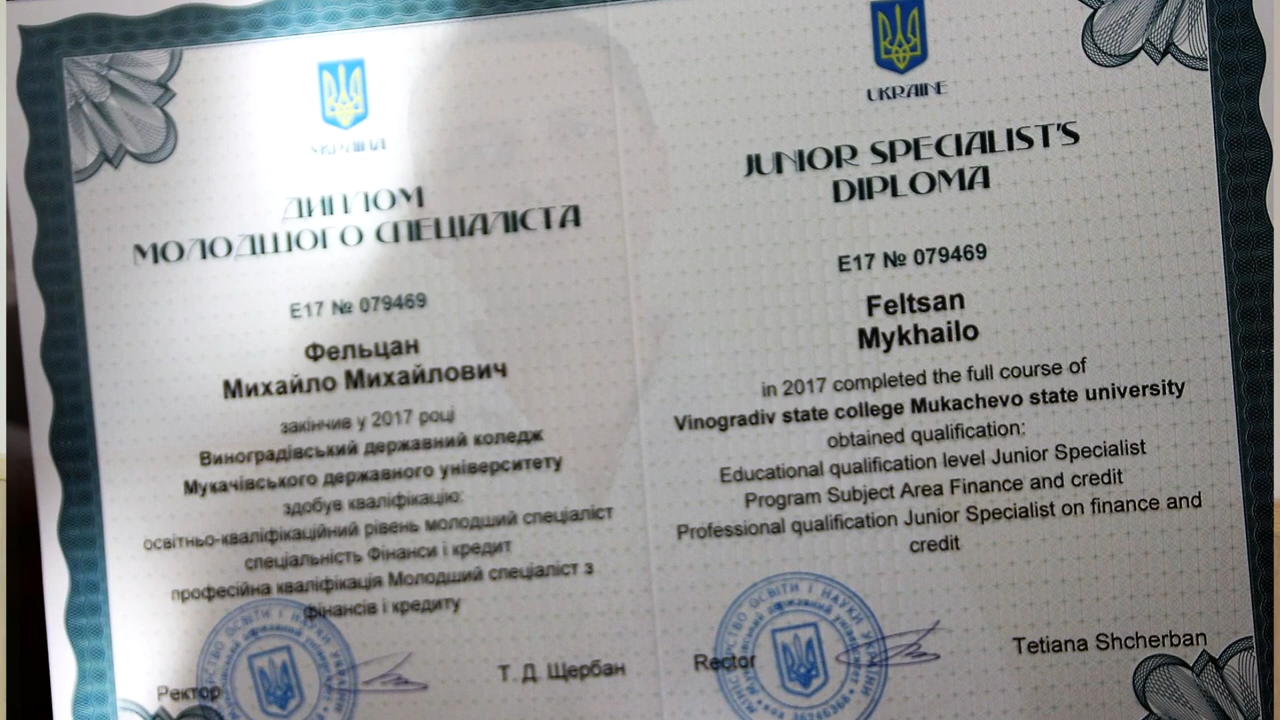 УКРАЇНА
ДИПЛОМ
МОЛОДШОГО СПЕЦІАЛІСТА
Е17 № 079469
Фельцан
Михайло Михайлович
закінчив у 2017 році
Виноградівський державний коледж
Мукачівського державного університету
здобув кваліфікацію:
освітньо-кваліфікаційний рівень молодший спеціаліст
спеціальність Фінанси і кредит
професійна кваліфікація Молодший спеціаліст з
фінансів і кредиту
Ректор
Т. Д. Щербан
UKRAINE
JUNIOR SPECIALIST'S
DIPLOMA
E17 № 079469
Feltsan
Mykhailo
in 2017 completed the full course of
Vinogradiv state college Mukachevo state university
obtained qualification:
Educational qualification level Junior Specialist
Program Subject Area Finance and credit
Professional qualification Junior Specialist on finance and
credit
Rector
Tetiana Shcherban